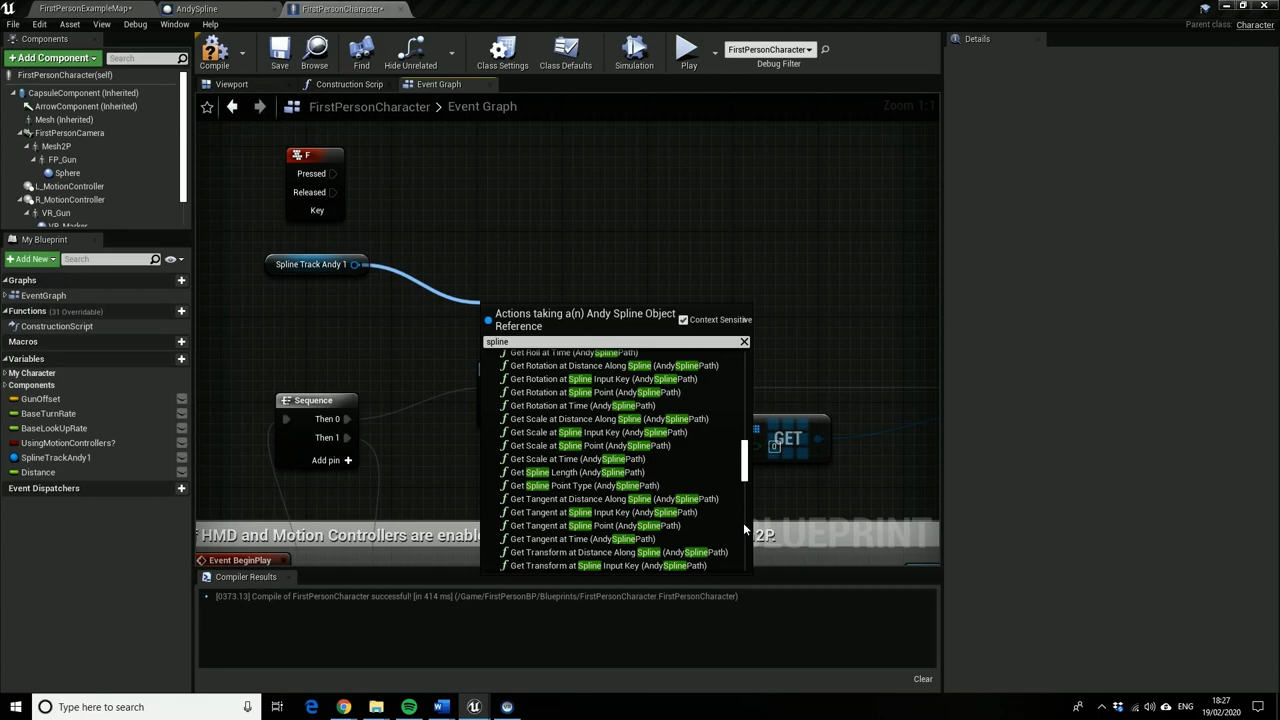 FirstPersonExampleMap*
AndySpline
FirstPersonCharacter*
File Edit Asset View Debug Window Help
Parent class: Character
Components
Add Component
Search
FirstPersonCharacter(self)
CapsuleComponent (Inherited)
ArrowComponent (Inherited)
Mesh (Inherited)
FirstPersonCamera
Mesh2P
FP_Gun
Sphere
L_MotionController
R_MotionController
VR_Gun
Compile
Save
Browse
Find
Hide Unrelated
Class Settings
Class Defaults
Simulation
Play
FirstPersonCharacter
Debug Filter
Details
Viewport
Construction Scrip
Event Graph
FirstPersonCharacter > Event Graph
Zoom 1:1
F
Pressed
Released
Key
Spline Track Andy 1
Sequence
Then 0
Then 1
Add pin
GET
0
Actions taking a(n) Andy Spline Object
Reference
Context Sensitive
spline
Get Roll at Time (AndySplinePath)
Get Rotation at Distance Along Spline (AndySplinePath)
Get Rotation at Spline Input Key (AndySplinePath)
Get Rotation at Spline Point (AndySplinePath)
Get Rotation at Time (AndySplinePath)
Get Scale at Distance Along Spline (AndySplinePath)
Get Scale at Spline Input Key (AndySplinePath)
Get Scale at Spline Point (AndySplinePath)
Get Scale at Time (AndySplinePath)
Get Spline Length (AndySplinePath)
Get Spline Point Type (AndySplinePath)
Get Tangent at Distance Along Spline (AndySplinePath)
Get Tangent at Spline Input Key (AndySplinePath)
Get Tangent at Spline Point (AndySplinePath)
Get Tangent at Time (AndySplinePath)
Get Transform at Distance Along Spline (AndySplinePath)
Get Transform at Spline Input Key (AndySplinePath)
HMD and Motion Controllers are enable
2P.
BLUEPRINT
Event BeginPlay
My Blueprint
Add New
Search
Graphs
EventGraph
Functions (31 Overridable)
ConstructionScript
Macros
Variables
My Character
Components
GunOffset
BaseTurnRate
BaseLookUpRate
UsingMotionControllers?
SplineTrackAndy1
Distance
Event Dispatchers
Compiler Results
[0373.13] Compile of FirstPersonCharacter successful! [in 414 ms] (/Game/FirstPersonBP/Blueprints/FirstPersonCharacter.FirstPersonCharacter)
Clear
Type here to search
ENG
18:27
19/02/2020